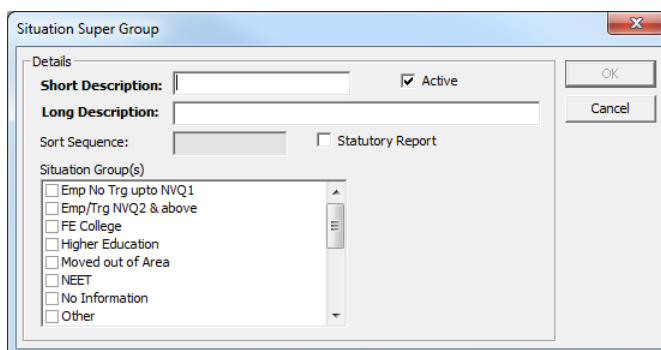 Situation Super Group
Details
Short Description:
Active
OK
Long Description:
Cancel
Sort Sequence:
Statutory Report
Situation Group(s)
Emp No Trg upto NVQ1
Emp/Trg NVQ2 & above
FE College
Higher Education
Moved out of Area
NEET
No Information
Other